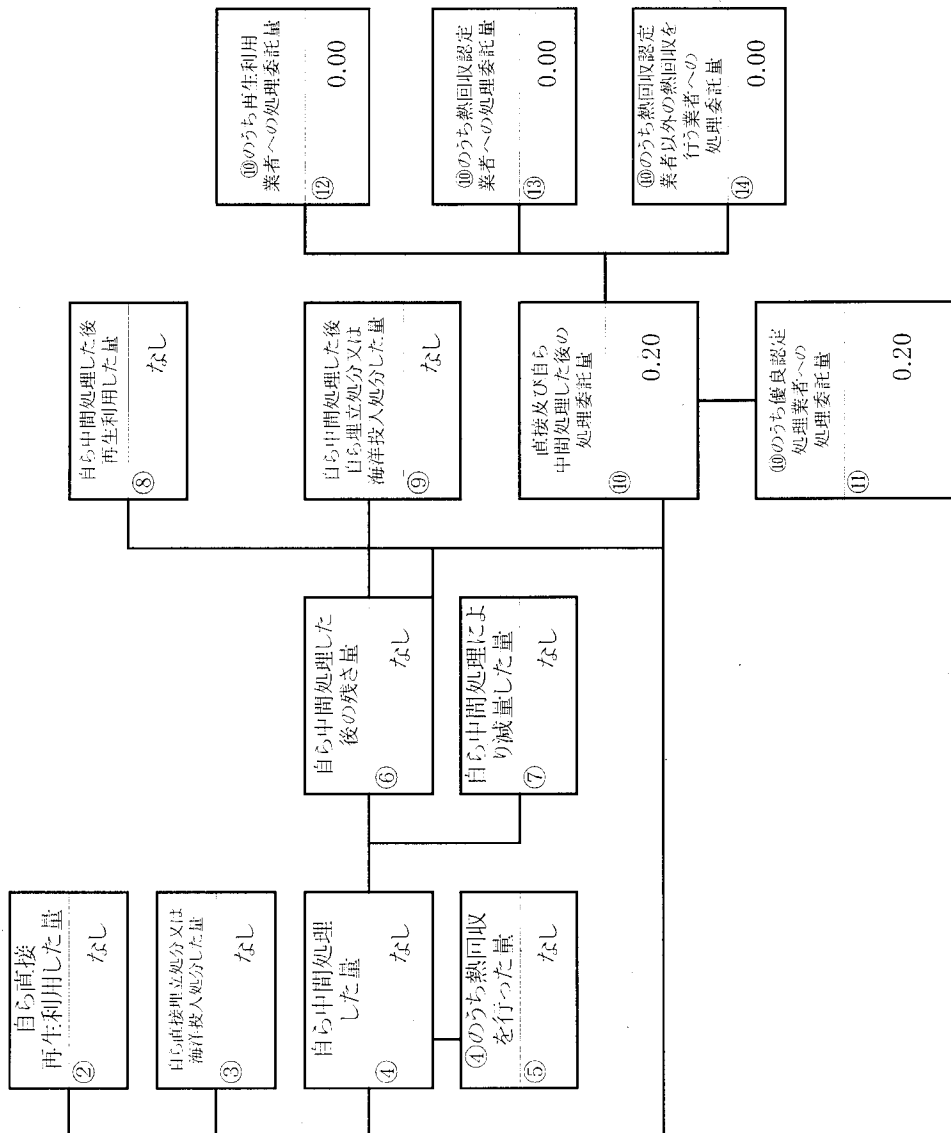 自ら直接
再生利用した量
②
なし
自ら直接埋立処分又は
海洋投入処分した量
③
なし
自ら中間処理
した量
④
なし
④のうち熱回収
を行った量
⑤
なし
自ら中間処理した
後の残さ量
⑥
なし
自ら中間処理によ
り減量した量
⑦
なし
自ら中間処理した後
再生利用した量
⑧
なし
自ら中間処理した後
自ら埋立処分又は
海洋投入処分した量
⑨
なし
直接及び自ら
中間処理した後の
処理委託量
⑩
0.20
⑩のうち優良認定
処理業者への
処理委託量
⑪
0.20
⑩のうち再生利用
業者への処理委託量
⑫
0.00
⑩のうち熱回収認定
業者への処理委託量
⑬
0.00
⑩のうち熱回収認定
業者以外の熱回収を
行う業者への
処理委託量
⑭
0.00